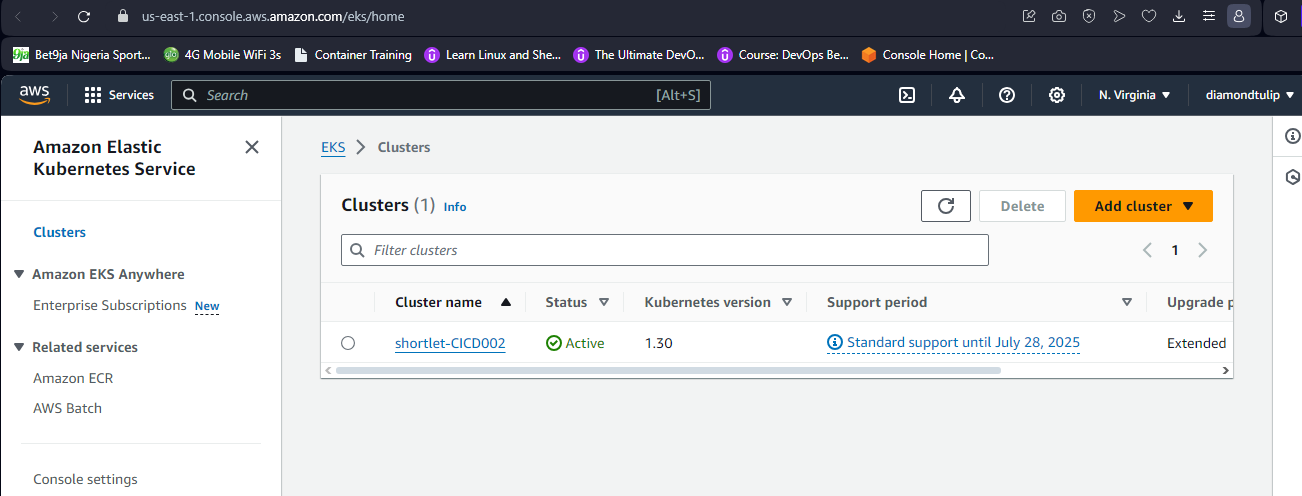 us-east-1.console.aws.amazon.com/eks/home
9ja Bet9ja Nigeria Sport... 4G Mobile WiFi 3s Container Training Learn Linux and She... The Ultimate DevO... Course: DevOps Be... Console Home | Co...
aws Services Search [Alt+S] N. Virginia diamondtulip
Amazon Elastic
Kubernetes Service
Clusters
Amazon EKS Anywhere
Enterprise Subscriptions New
Related services
Amazon ECR
AWS Batch
Console settings
EKS Clusters
Clusters (1) Info Delete Add cluster
Filter clusters 1
Cluster name Status Kubernetes version Support period Upgrade p
shortlet-CICD002 Active 1.30 Standard support until July 28, 2025 Extended